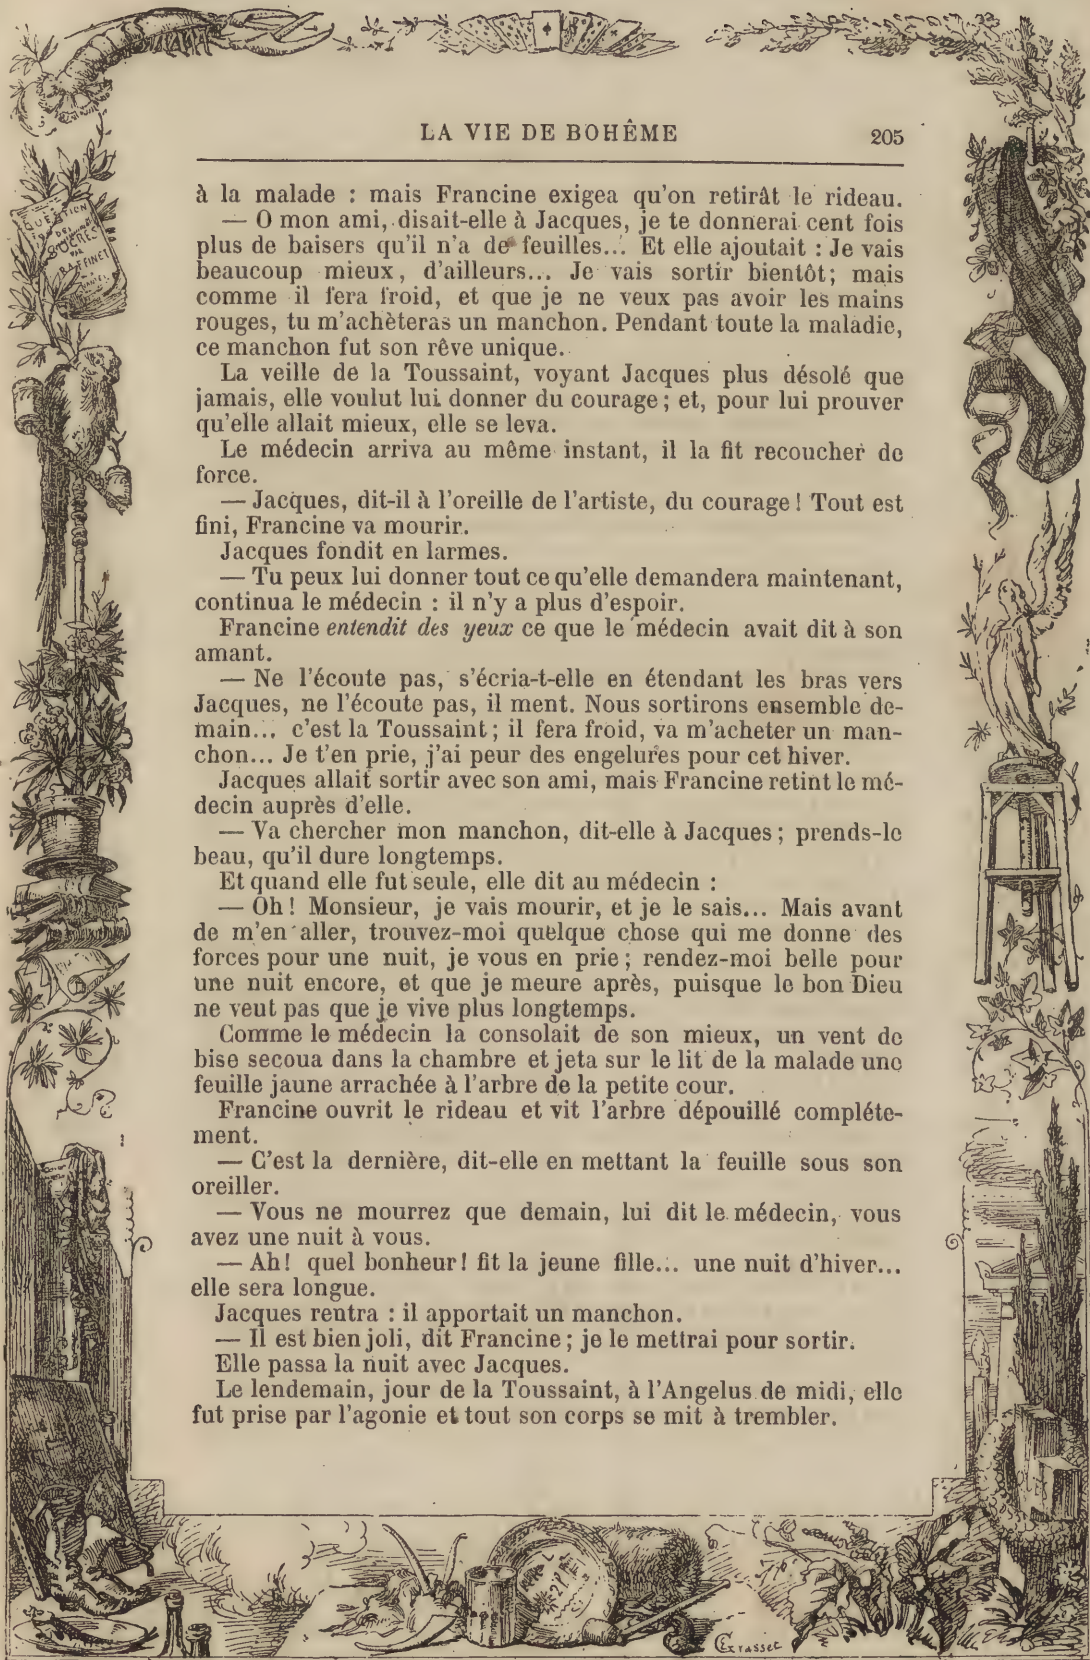 LA VIE DE BOHÊME 205
à la malade : mais Francine exigea qu'on retirât le rideau.
— O mon ami, disait-elle à Jacques, je te donnerai cent fois
plus de baisers qu'il n'a de feuilles... Et elle ajoutait : Je vais
beaucoup mieux, d'ailleurs... Je vais sortir bientôt; mais
comme il fera froid, et que je ne veux pas avoir les mains
rouges, tu m'achèteras un manchon. Pendant toute la maladie,
ce manchon fut son rêve unique.
La veille de la Toussaint, voyant Jacques plus désolé que
jamais, elle voulut lui donner du courage; et, pour lui prouver
qu'elle allait mieux, elle se leva.
Le médecin arriva au même instant, il la fit recoucher de
force.
— Jacques, dit-il à l'oreille de l'artiste, du courage! Tout est
fini, Francine va mourir.
Jacques fondit en larmes.
— Tu peux lui donner tout ce qu'elle demandera maintenant,
continua le médecin : il n'y a plus d'espoir.
Francine entendit des yeux ce que le médecin avait dit à son
amant.
— Ne l'écoute pas, s'écria-t-elle en étendant les bras vers
Jacques, ne l'écoute pas, il ment. Nous sortirons ensemble de-
main... c'est la Toussaint; il fera froid, va m'acheter un man-
chon... Je t'en prie, j'ai peur des engelures pour cet hiver.
Jacques allait sortir avec son ami, mais Francine retint le mé-
decin auprès d'elle.
— Va chercher mon manchon, dit-elle à Jacques; prends-le
beau, qu'il dure longtemps.
Et quand elle fut seule, elle dit au médecin :
— Oh! Monsieur, je vais mourir, et je le sais... Mais avant
de m'en aller, trouvez-moi quelque chose qui me donne des
forces pour une nuit, je vous en prie; rendez-moi belle pour
une nuit encore, et que je meure après, puisque le bon Dieu
ne veut pas que je vive plus longtemps.
Comme le médecin la consolait de son mieux, un vent de
bise secoua dans la chambre et jeta sur le lit de la malade une
feuille jaune arrachée à l'arbre de la petite cour.
Francine ouvrit le rideau et vit l'arbre dépouillé compléte-
ment.
— C'est la dernière, dit-elle en mettant la feuille sous son
oreiller.
— Vous ne mourrez que demain, lui dit le médecin, vous
avez une nuit à vous.
— Ah! quel bonheur! fit la jeune fille... une nuit d'hiver...
elle sera longue.
Jacques rentra : il apportait un manchon.
— Il est bien joli, dit Francine; je le mettrai pour sortir.
Elle passa la nuit avec Jacques.
Le lendemain, jour de la Toussaint, à l'Angelus de midi, elle
fut prise par l'agonie et tout son corps se mit à trembler.
QUESTION
DES
SUCRES
PAR
RAFFINET
Grasset